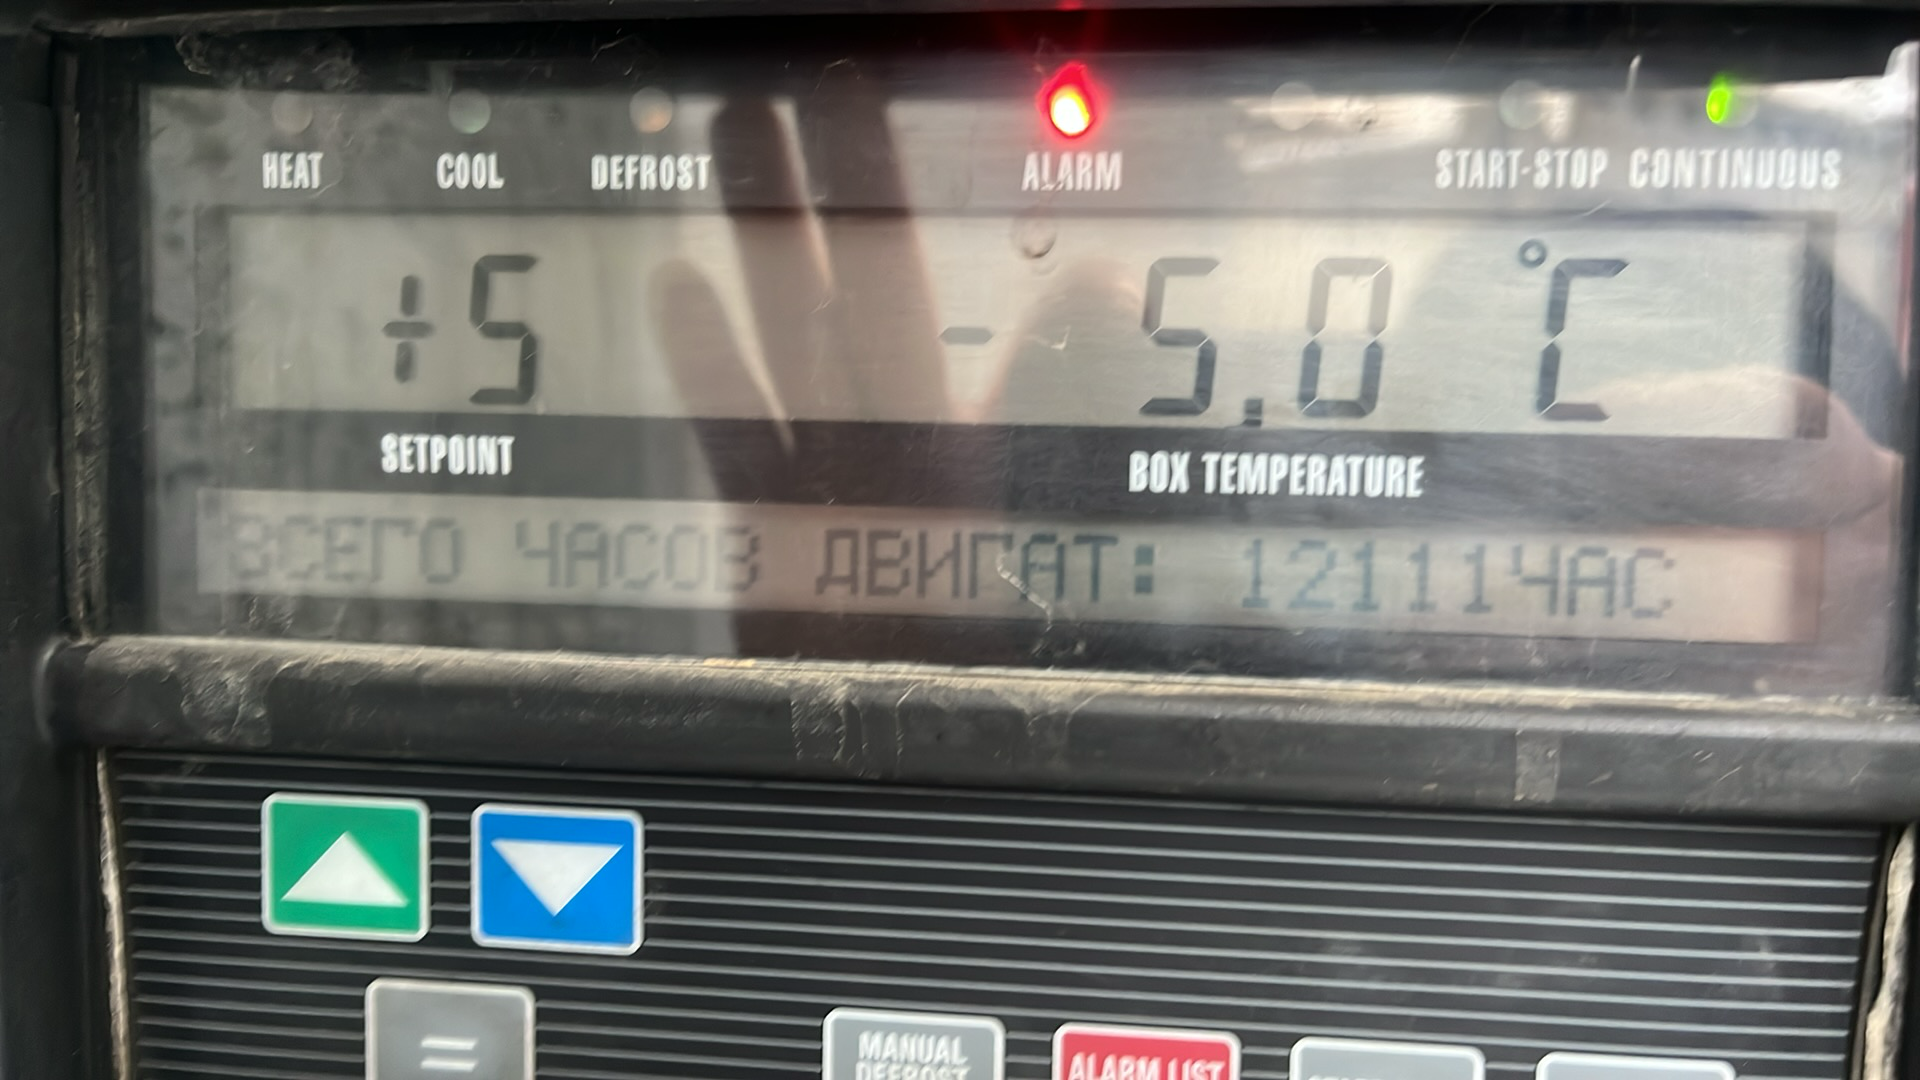 HEAT COOL DEFROST ALARM START-STOP CONTINUOUS
+5 - 5.0 °C
SETPOINT BOX TEMPERATURE
ВСЕГО ЧАСОВ ДВИГАТ: 12111ЧАС
=
MANUAL DEFROST ALARM LIST